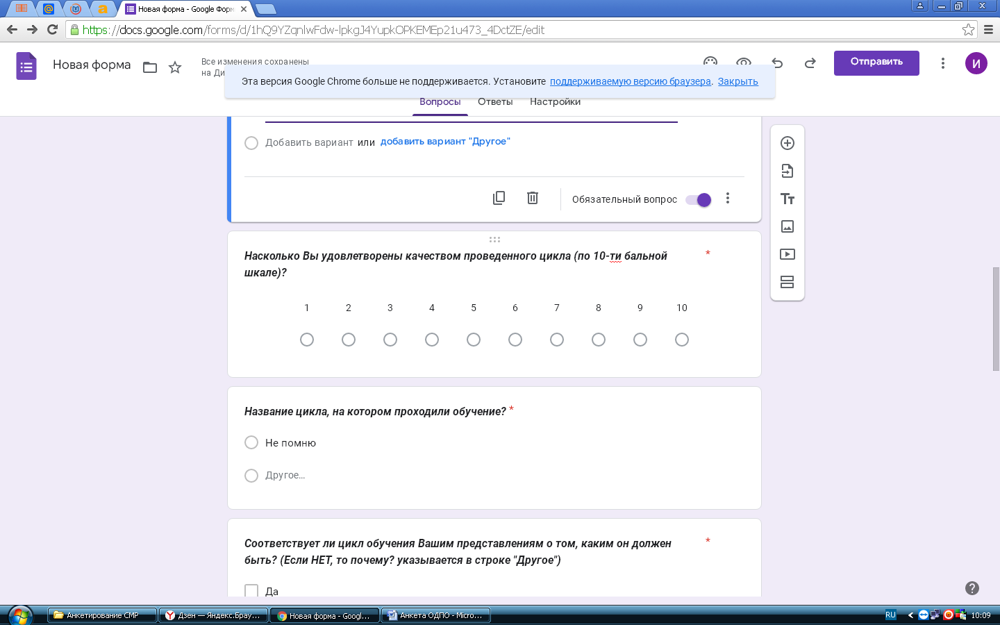 Новая форма - Google Форм
https://docs.google.com/forms/d/1hQ9YZqnlwFdw-lpkgJ4YupkOPKEMEp21u473_4DctZE/edit
Новая форма
Все изменения сохранены
на Ди
Отправить
И
Эта версия Google Chrome больше не поддерживается. Установите поддерживаемую версию браузера. Закрыть
Вопросы Ответы Настройки
Добавить вариант или добавить вариант "Другое"
Обязательный вопрос
Насколько Вы удовлетворены качеством проведенного цикла (по 10-ти бальной *
шкале)?
1 2 3 4 5 6 7 8 9 10
Название цикла, на котором проходили обучение? *
Не помню
Другое...
Соответствует ли цикл обучения Вашим представлениям о том, каким он должен *
быть? (Если НЕТ, то почему? указывается в строке "Другое")
Да
Анкетирование СМР
Дзен — Яндекс.Брау...
Новая форма - Googl...
Анкета ОДПО - Micro...
RU
10:09